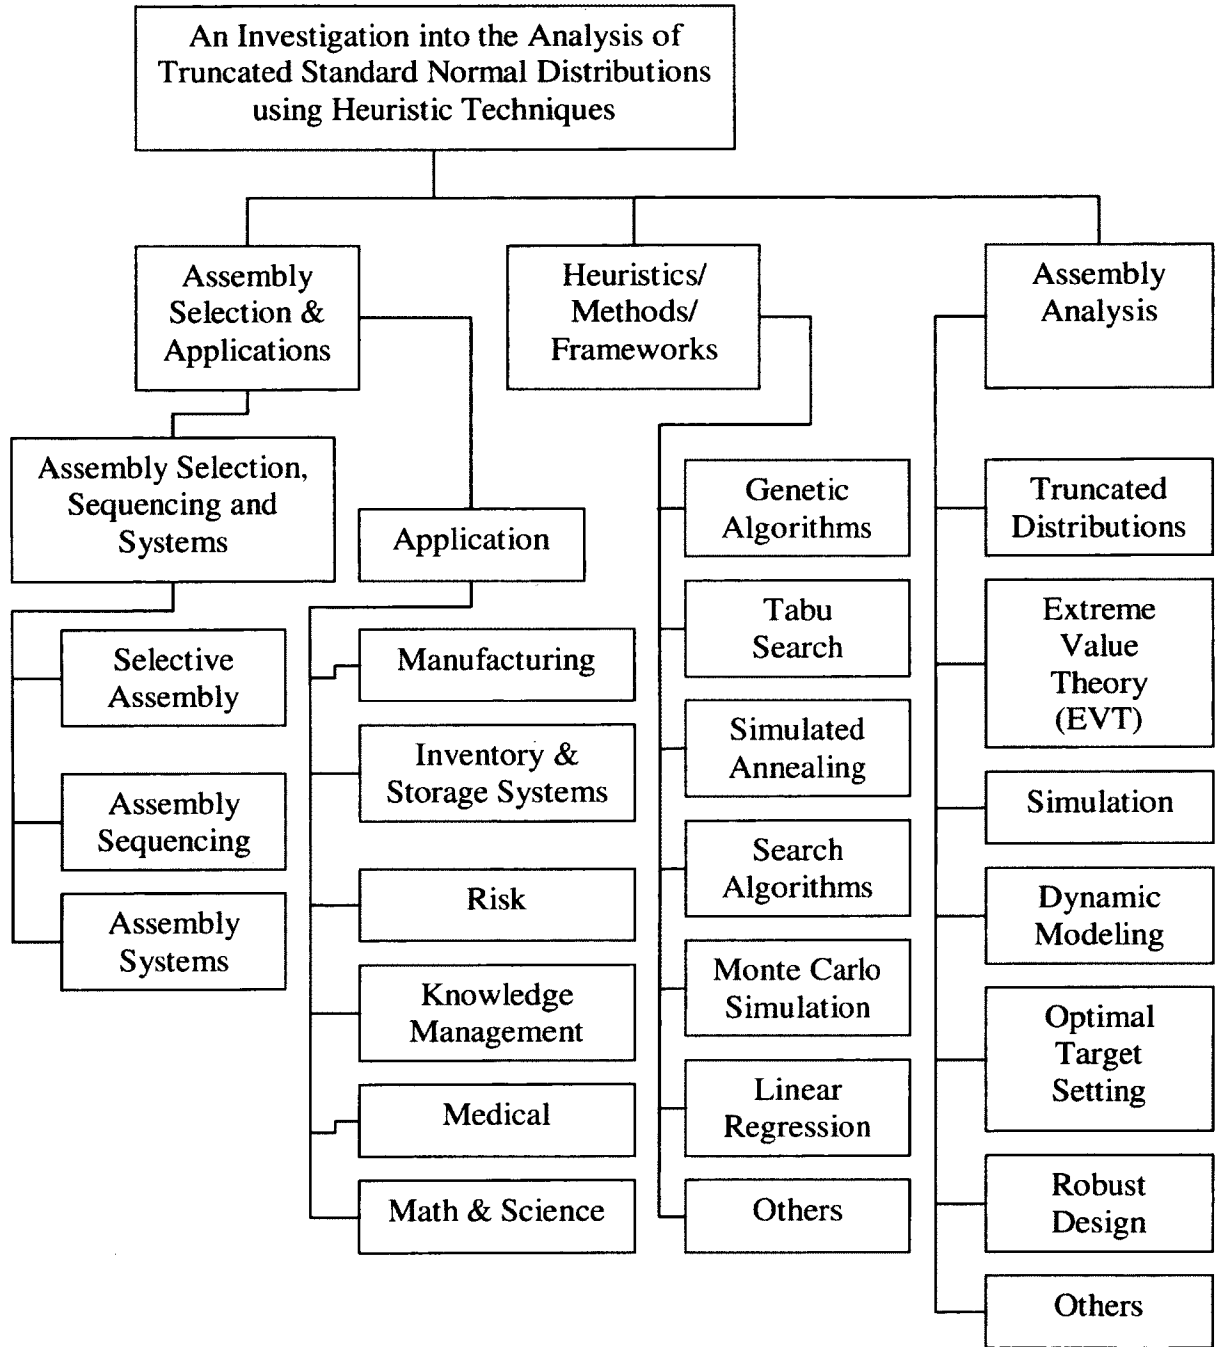 An Investigation into the Analysis of
Truncated Standard Normal Distributions
using Heuristic Techniques
Assembly
Selection &
Applications
Heuristics/
Methods/
Frameworks
Assembly
Analysis
Assembly Selection,
Sequencing and
Systems
Selective
Assembly
Assembly
Sequencing
Assembly
Systems
Application
Manufacturing
Inventory &
Storage Systems
Risk
Knowledge
Management
Medical
Math & Science
Genetic
Algorithms
Tabu
Search
Simulated
Annealing
Search
Algorithms
Monte Carlo
Simulation
Linear
Regression
Others
Truncated
Distributions
Extreme
Value
Theory
(EVT)
Simulation
Dynamic
Modeling
Optimal
Target
Setting
Robust
Design
Others